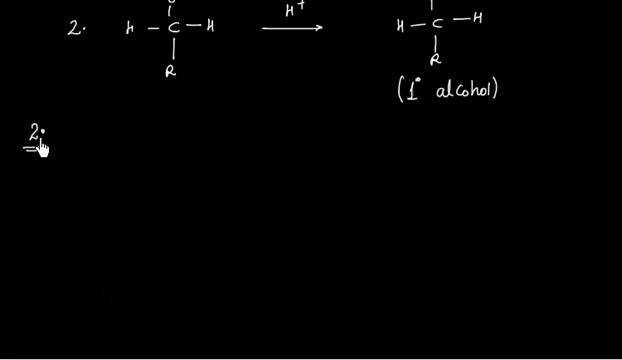 H⁺
2. H — C — H H — C — H
R R
(1° alcohol)
2.